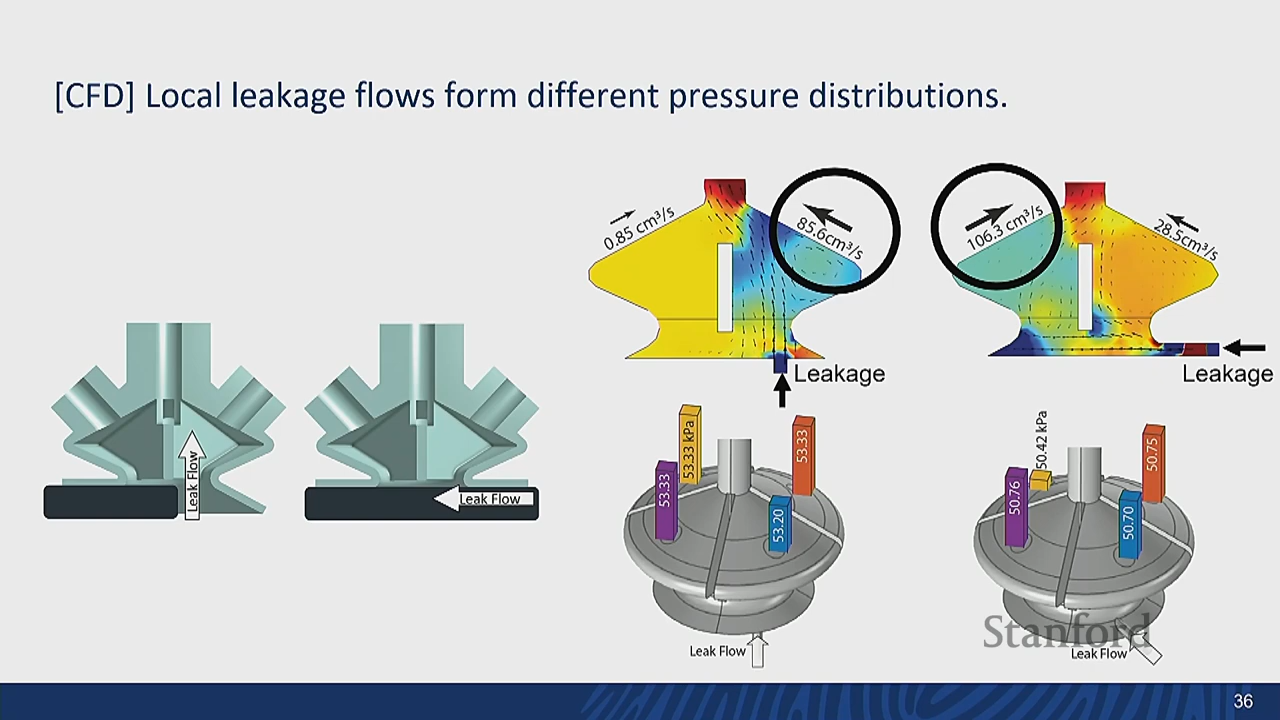 [CFD] Local leakage flows form different pressure distributions.
0.85 cm³/s
85.6cm³/s
106.3 cm³/s
28.5cm³/s
Leakage
Leakage
Leak Flow
Leak Flow
53.33
53.33 kPa
53.20
53.33
50.76
50.42 kPa
50.70
50.75
Leak Flow
Leak Flow
Stanford
36